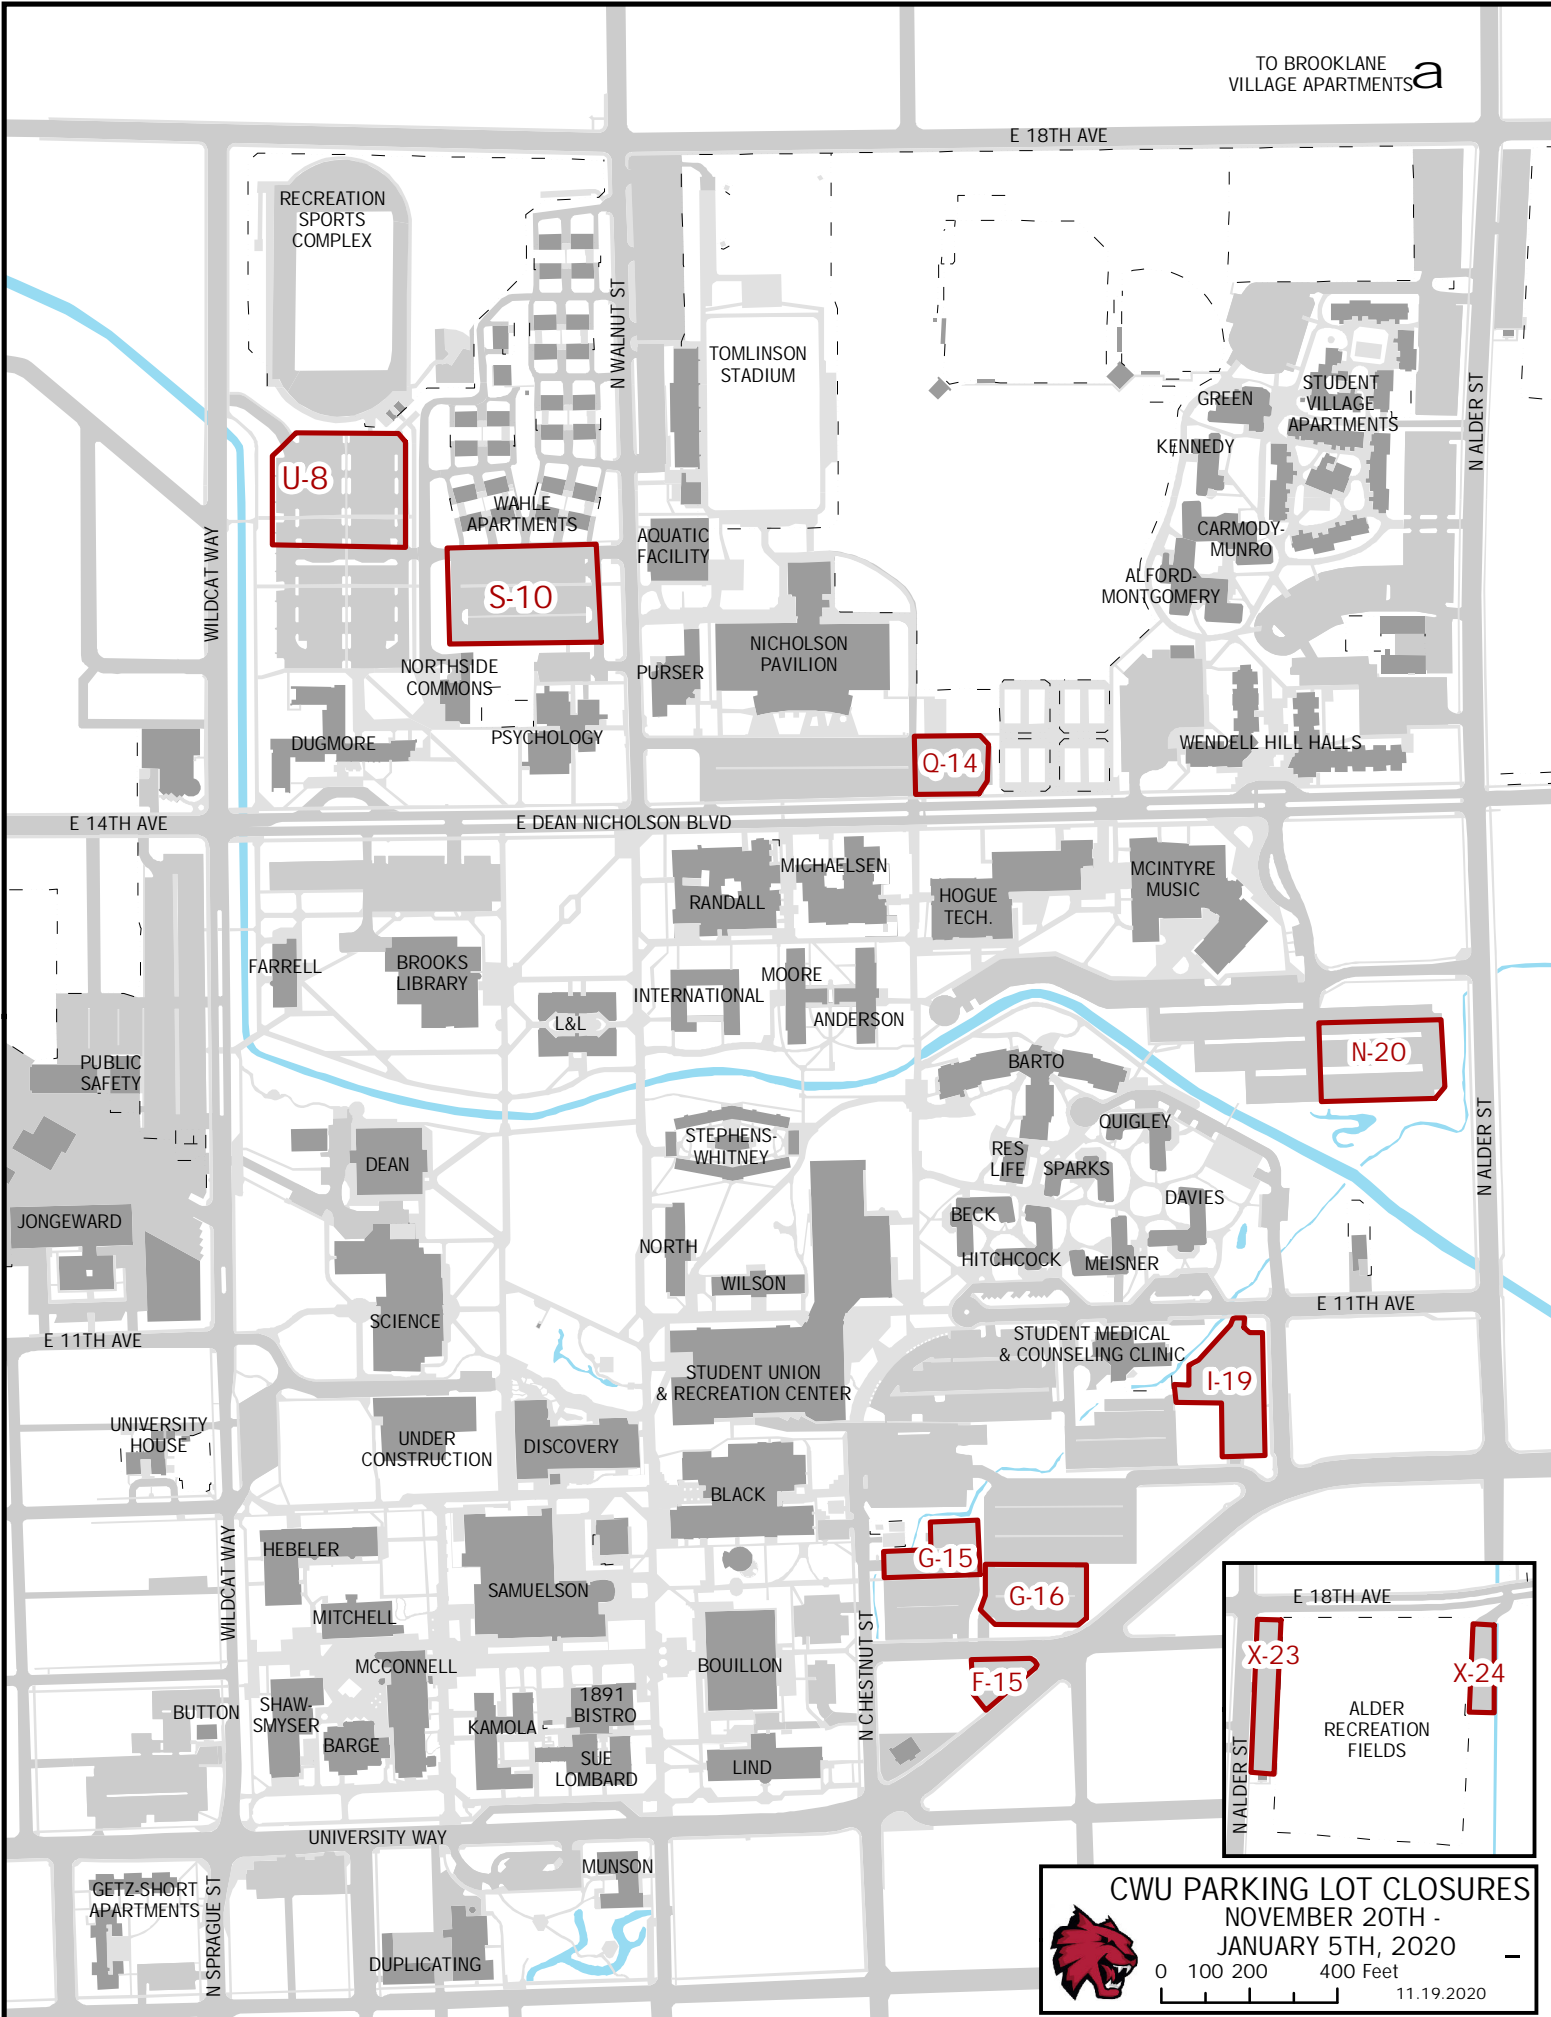 TO BROOKLANE
VILLAGE APARTMENTS a
E 18TH AVE
RECREATION
SPORTS
COMPLEX
N WALNUT ST
TOMLINSON
STADIUM
GREEN
STUDENT
VILLAGE
APARTMENTS
N ALDER ST
KENNEDY
U-8
WAHLE
APARTMENTS
WILDCAT WAY
AQUATIC
FACILITY
CARMODY-
MUNRO
S-10
ALFORD-
MONTGOMERY
NICHOLSON
PAVILION
NORTHSIDE
COMMONS
PURSER
DUGMORE
PSYCHOLOGY
WENDELL HILL HALLS
Q-14
E 14TH AVE
E DEAN NICHOLSON BLVD
MICHAELSEN
MCINTYRE
MUSIC
RANDALL
HOGUE
TECH.
FARRELL
BROOKS
LIBRARY
MOORE
INTERNATIONAL
L&L
ANDERSON
PUBLIC
SAFETY
BARTO
N-20
QUIGLEY
N ALDER ST
STEPHENS-
WHITNEY
RES
LIFE
SPARKS
DEAN
DAVIES
JONGEWARD
BECK
NORTH
HITCHCOCK
MEISNER
WILSON
E 11TH AVE
SCIENCE
E 11TH AVE
STUDENT MEDICAL
& COUNSELING CLINIC
STUDENT UNION
& RECREATION CENTER
I-19
UNIVERSITY
HOUSE
UNDER
CONSTRUCTION
DISCOVERY
BLACK
WILDCAT WAY
HEBELER
G-15
SAMUELSON
G-16
MITCHELL
N CHESTNUT ST
MCCONNELL
BOUILLON
F-15
BUTTON
SHAW-
SMYSER
KAMOLA
1891
BISTRO
BARGE
SUE
LOMBARD
LIND
E 18TH AVE
X-23
X-24
ALDER
RECREATION
FIELDS
N ALDER ST
UNIVERSITY WAY
MUNSON
GETZ-SHORT
APARTMENTS
N SPRAGUE ST
DUPLICATING
CWU PARKING LOT CLOSURES
NOVEMBER 20TH -
JANUARY 5TH, 2020
0 100 200 400 Feet
11.19.2020